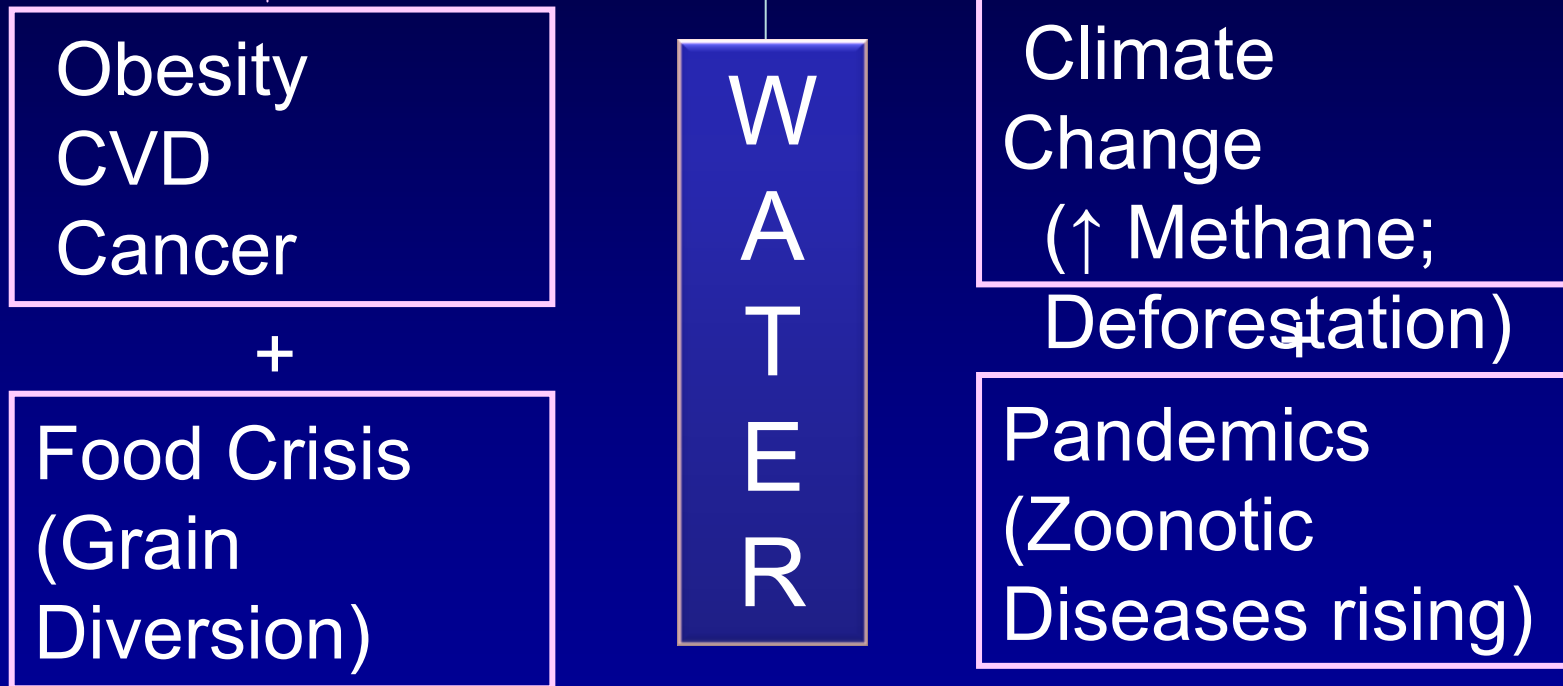 Obesity
CVD
Cancer
+
Food Crisis
(Grain
Diversion)
W
A
T
E
R
Climate
Change
(↑ Methane;
Deforestation)
+
Pandemics
(Zoonotic
Diseases rising)